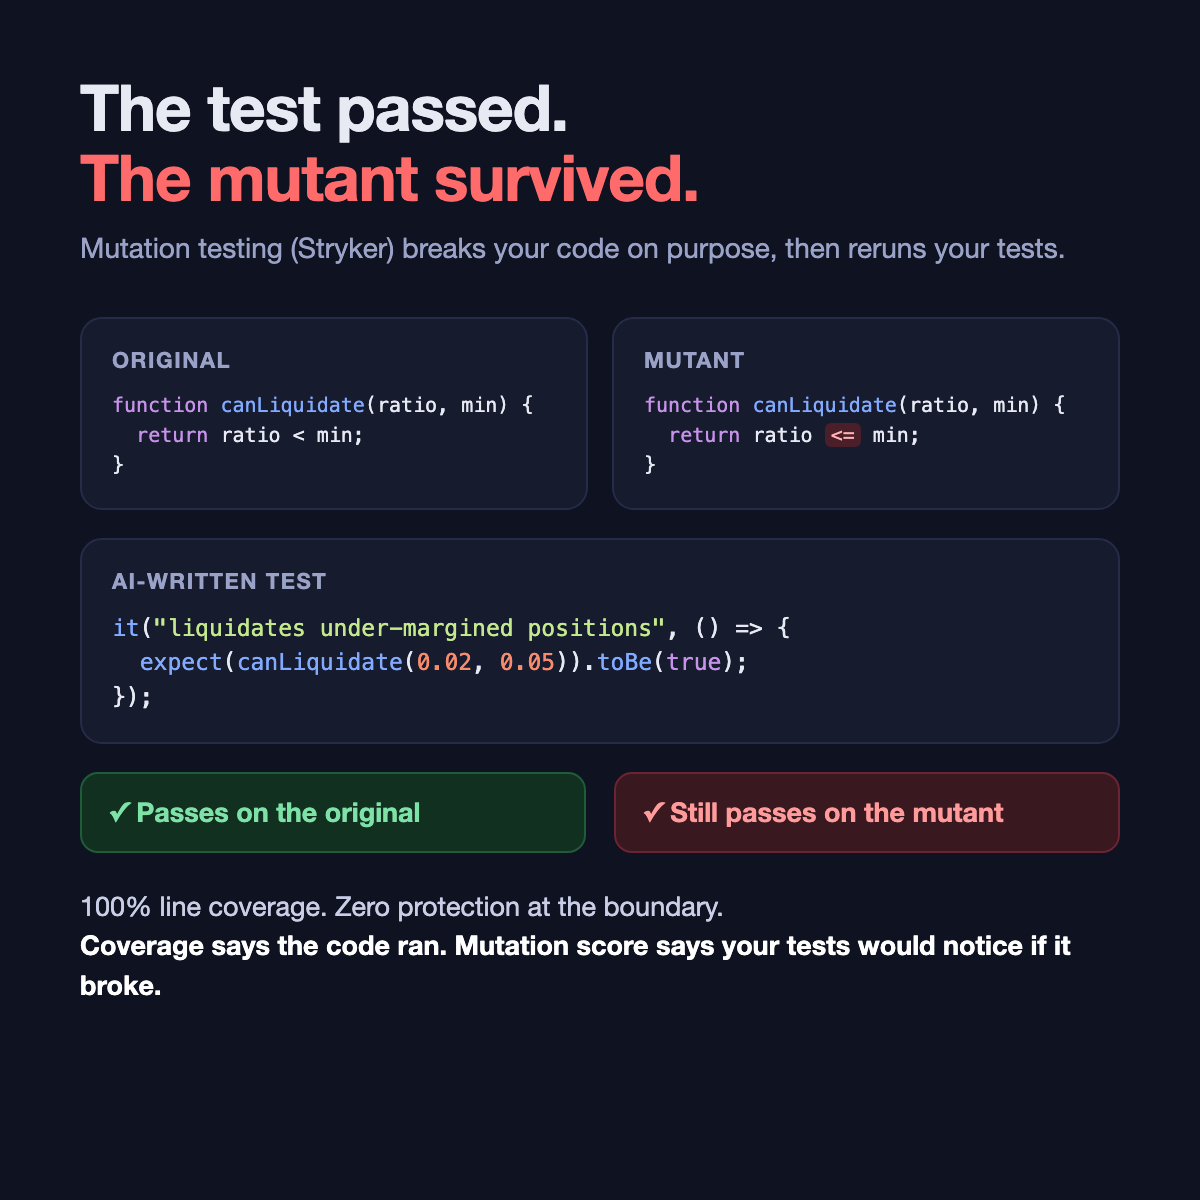 The test passed.
The mutant survived.
Mutation testing (Stryker) breaks your code on purpose, then reruns your tests.
ORIGINAL
function canLiquidate(ratio, min) {
  return ratio < min;
}
MUTANT
function canLiquidate(ratio, min) {
  return ratio <= min;
}
AI-WRITTEN TEST
it("liquidates under-margined positions", () => {
  expect(canLiquidate(0.02, 0.05)).toBe(true);
});
✓ Passes on the original
✓ Still passes on the mutant
100% line coverage. Zero protection at the boundary.
Coverage says the code ran. Mutation score says your tests would notice if it
broke.